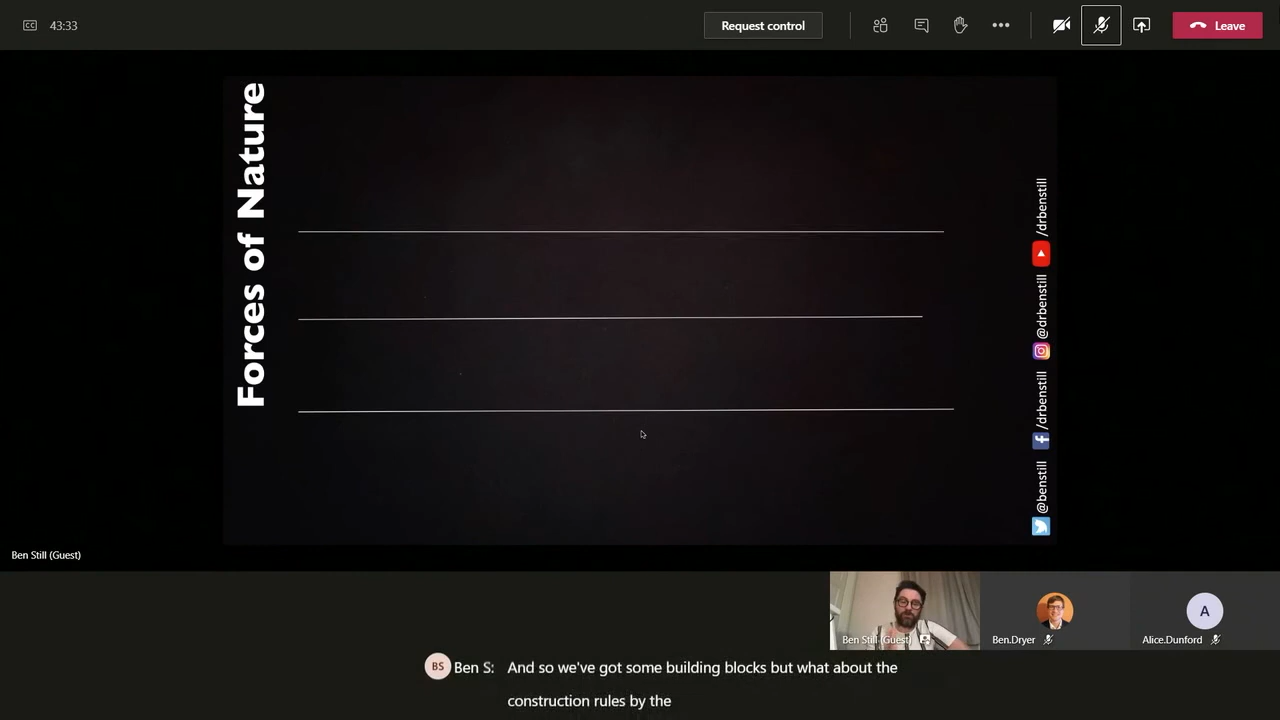 43:33
Request control
Leave
Forces of Nature
/drbenstill
@drbenstill
/drbenstill
@benstill
Ben Still (Guest)
Ben Still (Guest)
Ben.Dryer
A
Alice.Dunford
BS Ben S: And so we've got some building blocks but what about the
construction rules by the